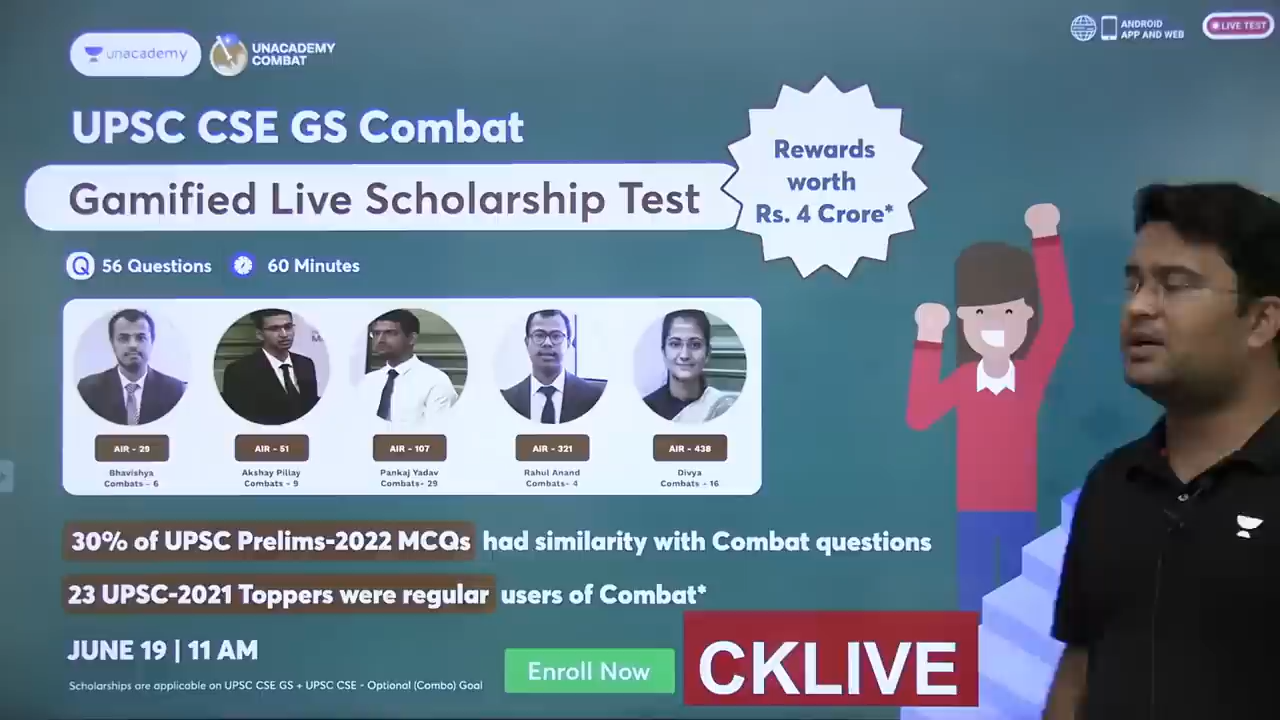 unacademy
UNACADEMY
COMBAT
ANDROID
APP AND WEB
LIVE TEST
UPSC CSE GS Combat
Gamified Live Scholarship Test
Rewards
worth
Rs. 4 Crore*
56 Questions
60 Minutes
AIR - 29
AIR - 51
AIR - 107
AIR - 321
AIR - 438
Bhavishya
Combats - 6
Akshay Pillay
Combats - 9
Pankaj Yadav
Combats- 29
Rahul Anand
Combats- 4
Divya
Combats - 16
30% of UPSC Prelims-2022 MCQs had similarity with Combat questions
23 UPSC-2021 Toppers were regular users of Combat*
JUNE 19 | 11 AM
Enroll Now
CKLIVE
Scholarships are applicable on UPSC CSE GS + UPSC CSE - Optional (Combo) Goal